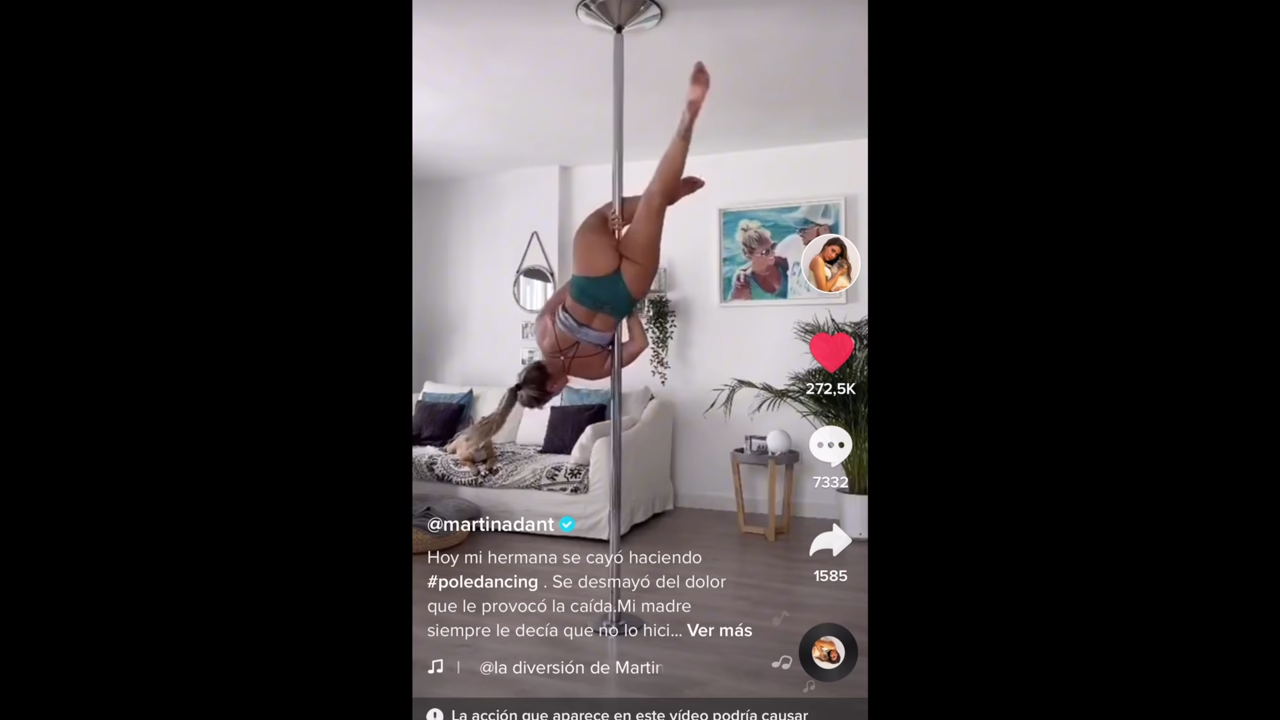 272,5K
7332
@martinadant
Hoy mi hermana se cayó haciendo
#poledancing . Se desmayó del dolor
que le provocó la caída.Mi madre
siempre le decía que no lo hici... Ver más
1585
@la diversión de Martir
La acción que aparece en este vídeo podría causar